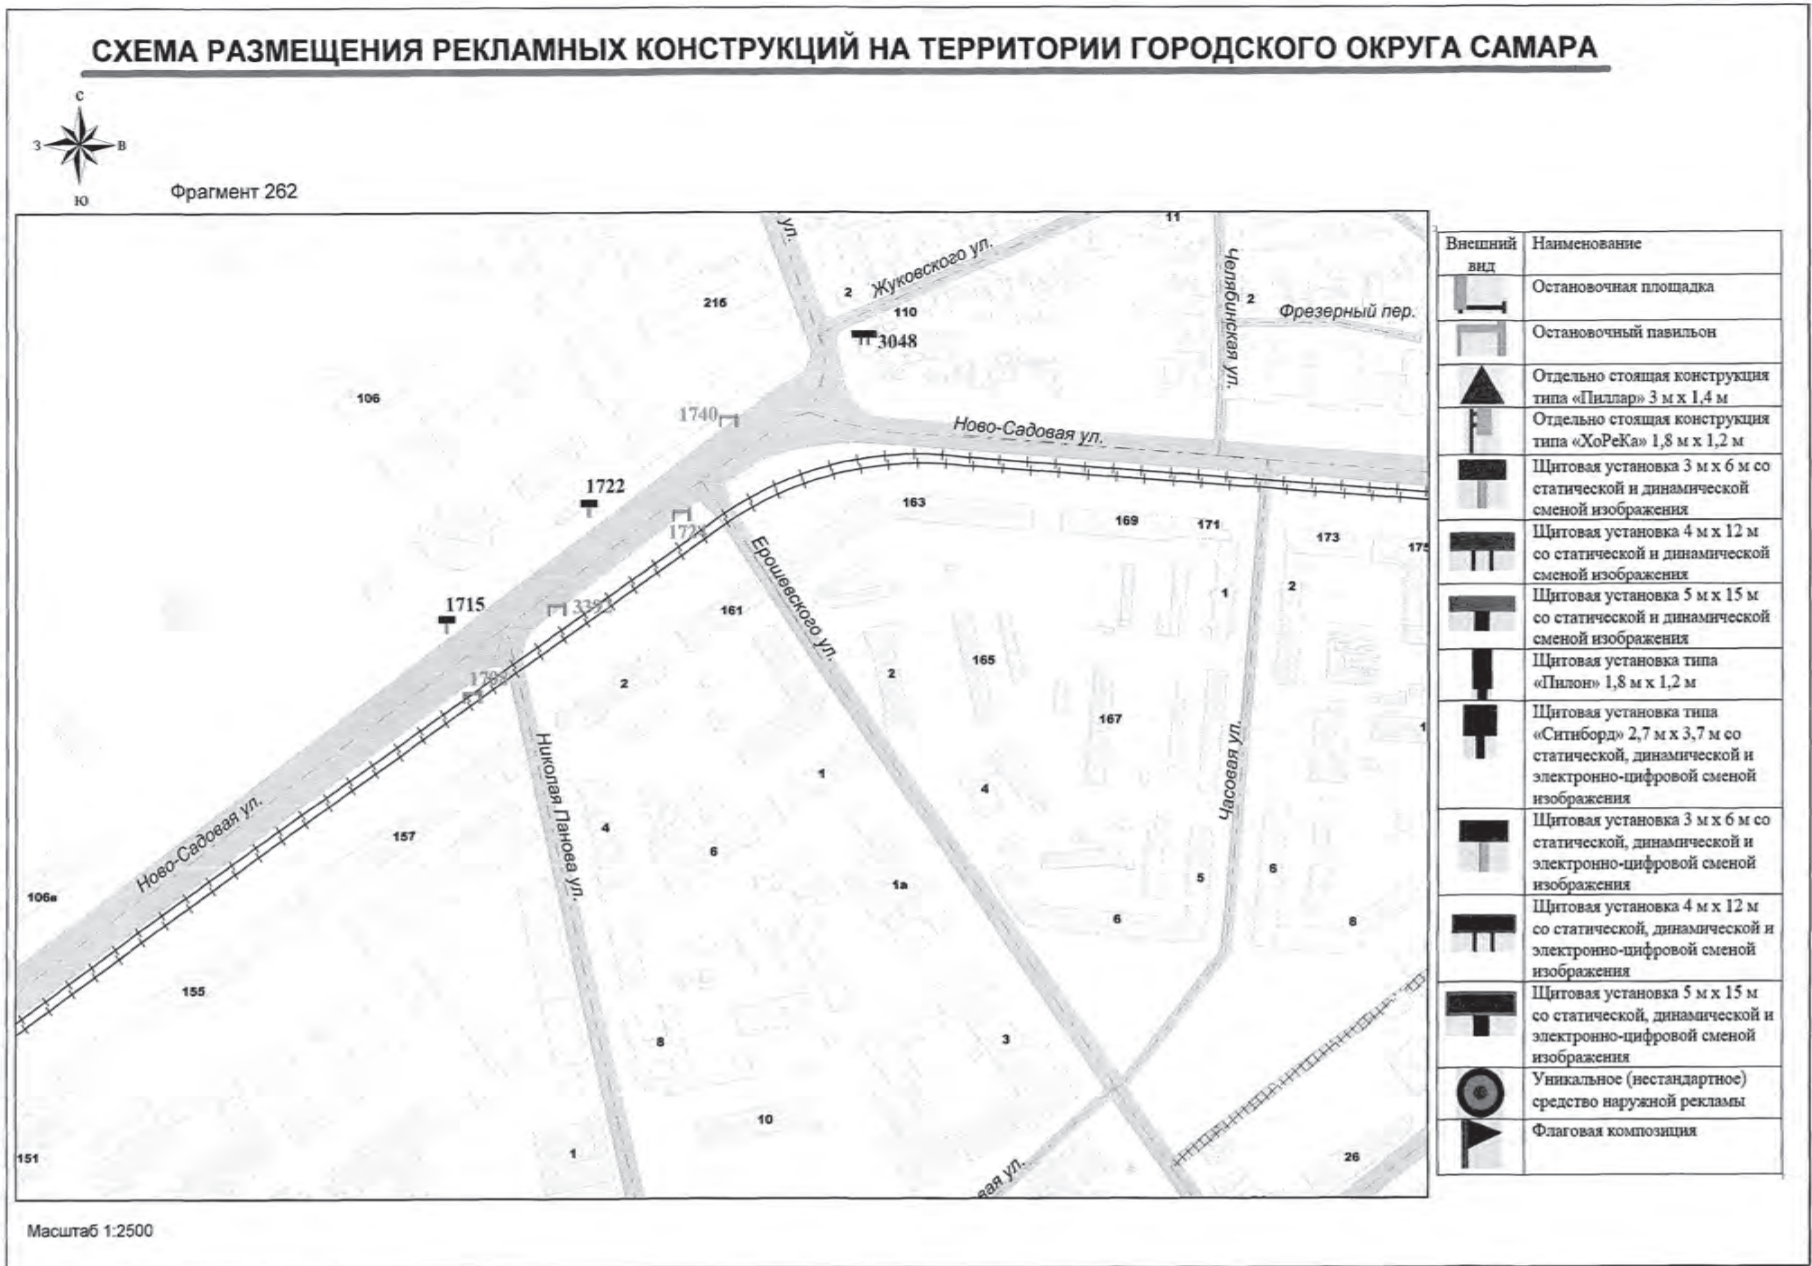 СХЕМА РАЗМЕЩЕНИЯ РЕКЛАМНЫХ КОНСТРУКЦИЙ НА ТЕРРИТОРИИ ГОРОДСКОГО ОКРУГА САМАРА
С
З
В
Ю
Фрагмент 262
ул.
Жуковского ул.
11
2
110
216
3048
Челябинская ул.
2
Фрезерный пер.
106
1740
Ново-Садовая ул.
1722
163
169
171
173
175
Ерошевского ул.
1
2
1715
161
2
2
165
167
Николая Панова ул.
1
4
Часовая ул.
Ново-Садовая ул.
157
4
6
1а
5
6
6
8
106в
155
8
3
10
151
1
вая ул.
26
Масштаб 1:2500
Внешний вид
Наименование
Остановочная площадка
Остановочный павильон
Отдельно стоящая конструкция
типа «Пиллар» 3 м х 1,4 м
Отдельно стоящая конструкция
типа «ХоРеКа» 1,8 м х 1,2 м
Щитовая установка 3 м х 6 м со
статической и динамической
сменой изображения
Щитовая установка 4 м х 12 м
со статической и динамической
сменой изображения
Щитовая установка 5 м х 15 м
со статической и динамической
сменой изображения
Щитовая установка типа
«Пилон» 1,8 м х 1,2 м
Щитовая установка типа
«Ситиборд» 2,7 м х 3,7 м со
статической, динамической и
электронно-цифровой сменой
изображения
Щитовая установка 3 м х 6 м со
статической, динамической и
электронно-цифровой сменой
изображения
Щитовая установка 4 м х 12 м
со статической, динамической и
электронно-цифровой сменой
изображения
Щитовая установка 5 м х 15 м
со статической, динамической и
электронно-цифровой сменой
изображения
Уникальное (нестандартное)
средство наружной рекламы
Флаговая композиция